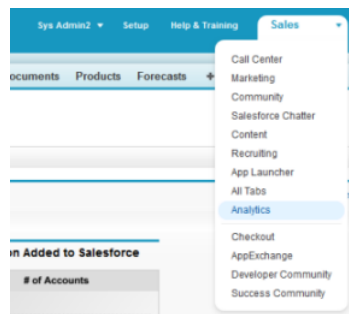 Sys Admin2 Setup Help & Training Sales
ocuments Products Forecasts +
Call Center
Marketing
Community
Salesforce Chatter
Content
Recruiting
App Launcher
All Tabs
Analytics
Checkout
AppExchange
Developer Community
Success Community
on Added to Salesforce
# of Accounts